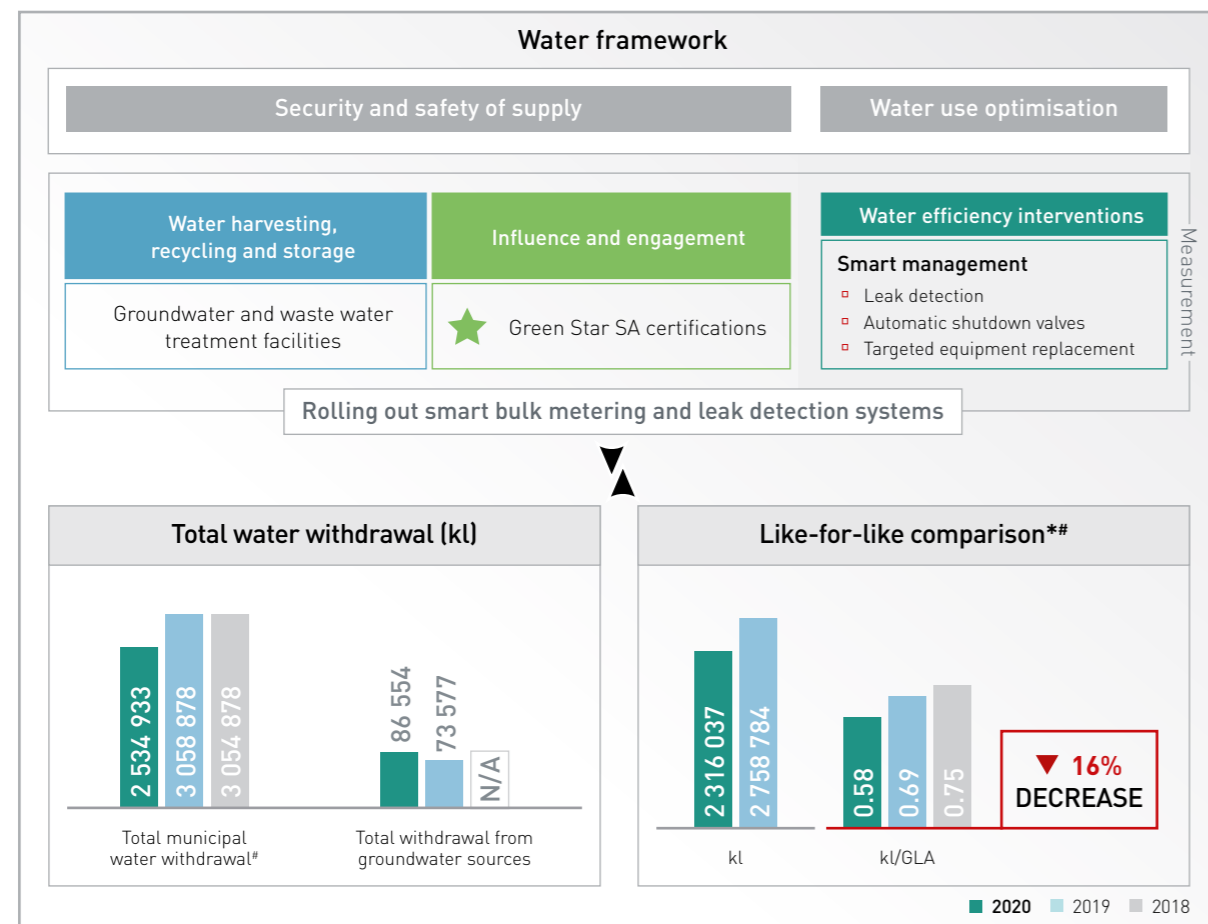 Water framework
Security and safety of supply
Water use optimisation
Water harvesting,
recycling and storage
Groundwater and waste water
treatment facilities
Influence and engagement
Green Star SA certifications
Water efficiency interventions
Smart management
Leak detection
Automatic shutdown valves
Targeted equipment replacement
Measurement
Rolling out smart bulk metering and leak detection systems
Total water withdrawal (kl)
2 534 933
3 058 878
3 054 878
Total municipal
water withdrawal#
86 554
73 577
N/A
Total withdrawal from
groundwater sources
Like-for-like comparison*#
2 316 037
2 758 784
kl
0.58
0.69
0.75
kl/GLA
16%
DECREASE
2020 2019 2018